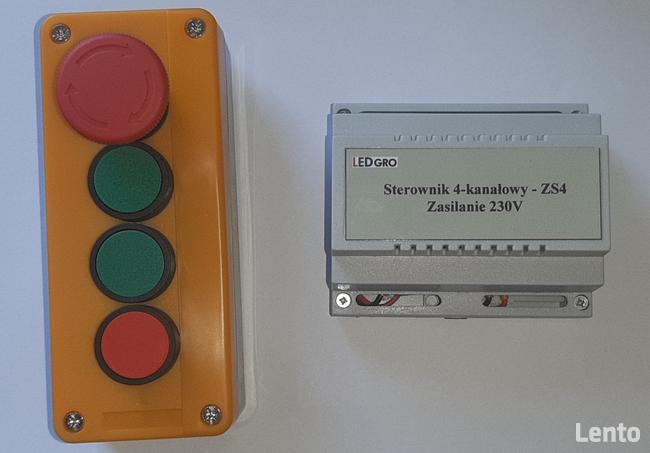 LEDGRO
Sterownik 4-kanałowy - ZS4
Zasilanie 230V
Lento